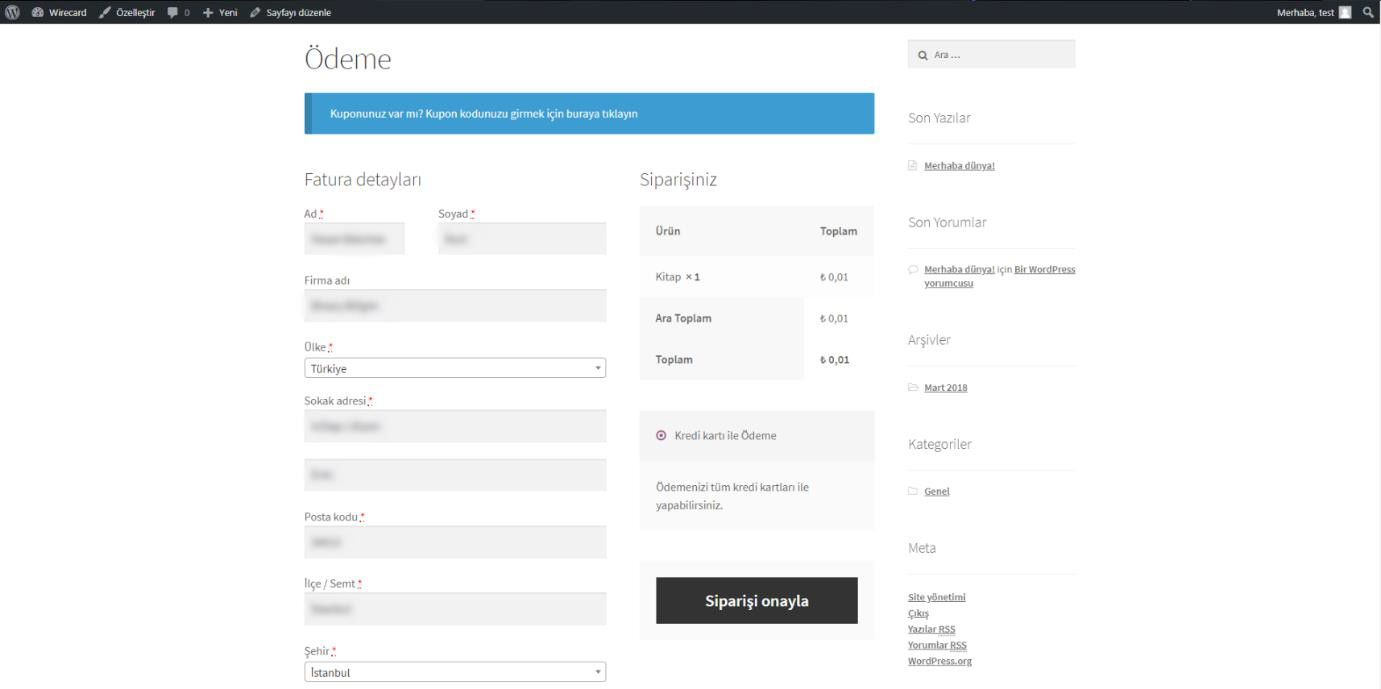 Wirecard Özelleştir 0 Yeni Sayfayı düzenle Merhaba, test
Ödeme
Kuponunuz var mı? Kupon kodunuzu girmek için buraya tıklayın
Fatura detayları
Ad *
Soyad *
Firma adı
Ülke *
Türkiye
Sokak adresi *
Posta kodu *
İlçe / Semt *
Şehir *
İstanbul
Siparişiniz
Ürün Toplam
Kitap × 1 ₺ 0,01
Ara Toplam ₺ 0,01
Toplam ₺ 0,01
Kredi kartı ile Ödeme
Ödemenizi tüm kredi kartları ile
yapabilirsiniz.
Siparişi onayla
Ara …
Son Yazılar
Merhaba dünya!
Son Yorumlar
Merhaba dünya! için Bir WordPress
yorumcusu
Arşivler
Mart 2018
Kategoriler
Genel
Meta
Site yönetimi
Çıkış
Yazılar RSS
Yorumlar RSS
WordPress.org